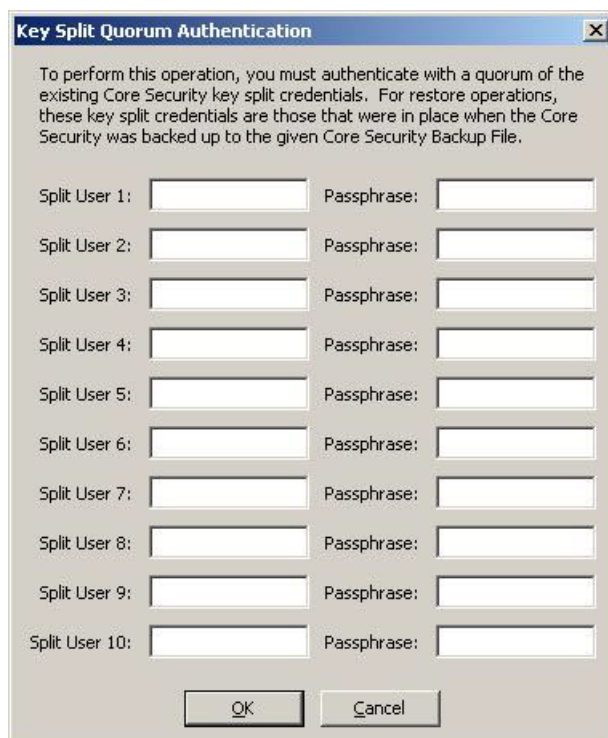 Key Split Quorum Authentication
To perform this operation, you must authenticate with a quorum of the
existing Core Security key split credentials.  For restore operations,
these key split credentials are those that were in place when the Core
Security was backed up to the given Core Security Backup File.
Split User 1: Passphrase:
Split User 2: Passphrase:
Split User 3: Passphrase:
Split User 4: Passphrase:
Split User 5: Passphrase:
Split User 6: Passphrase:
Split User 7: Passphrase:
Split User 8: Passphrase:
Split User 9: Passphrase:
Split User 10: Passphrase:
OK Cancel